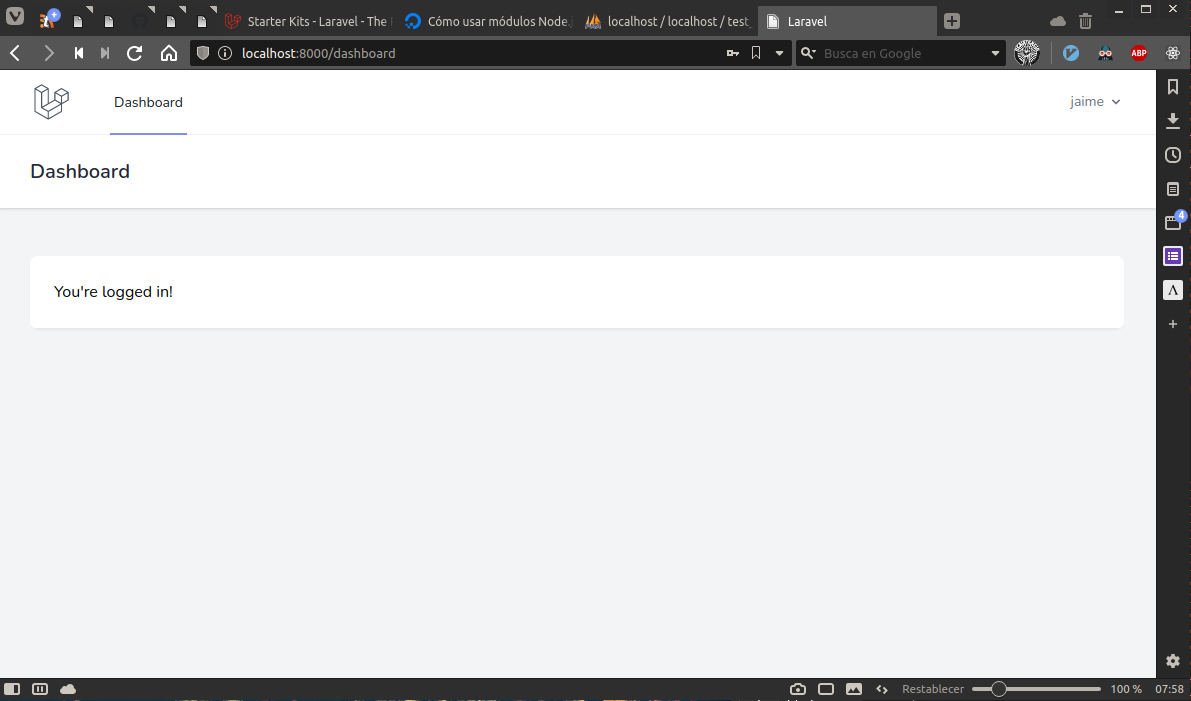 Starter Kits - Laravel - The
Cómo usar módulos Node.
localhost / localhost / test_
Laravel
localhost:8000/dashboard
Busca en Google
ABP
Dashboard
jaime
Dashboard
You're logged in!
4
Λ
Restablecer
100 %
07:58